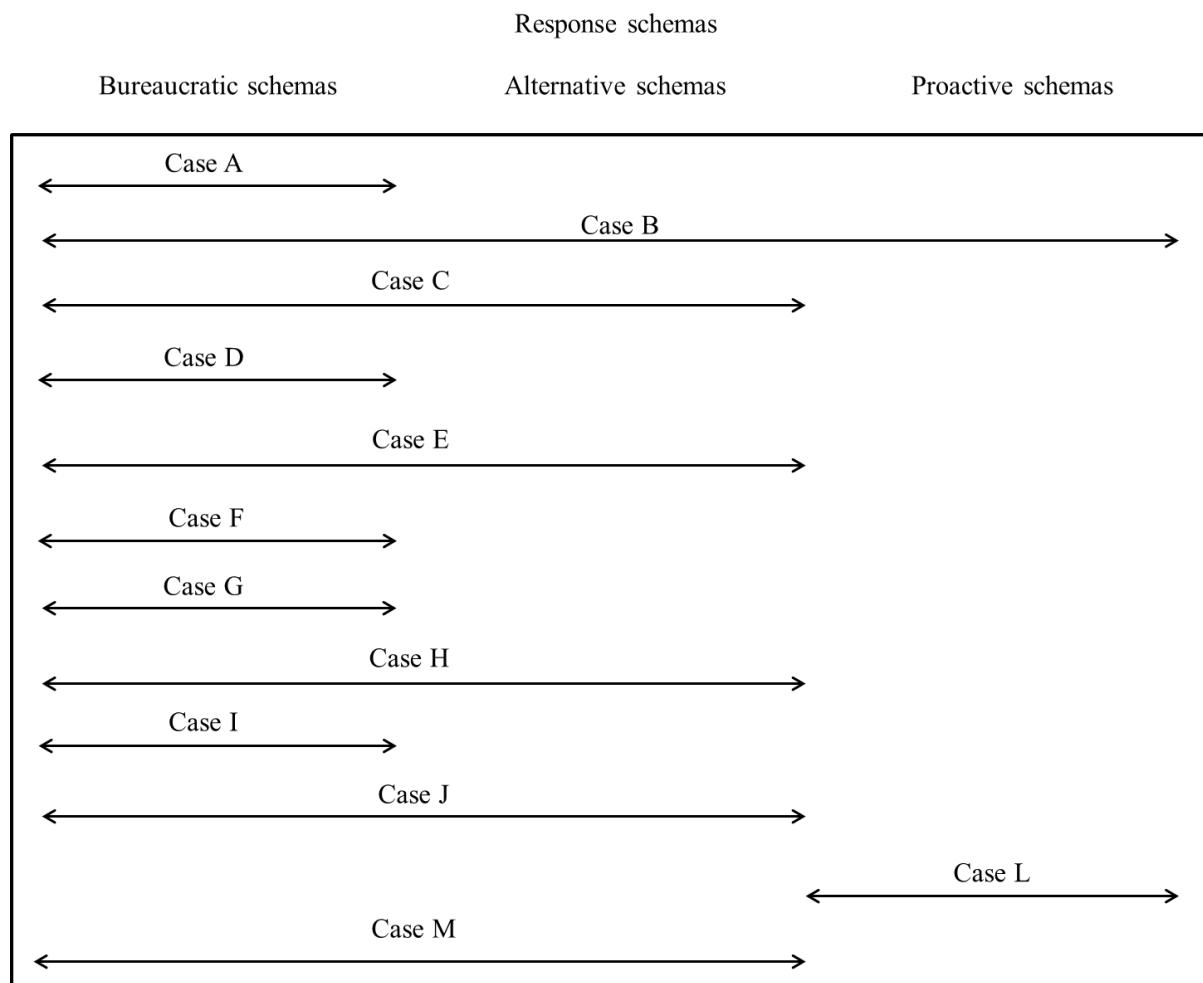 Response schemas
Bureaucratic schemas Alternative schemas Proactive schemas
Case A
Case B
Case C
Case D
Case E
Case F
Case G
Case H
Case I
Case J
Case L
Case M